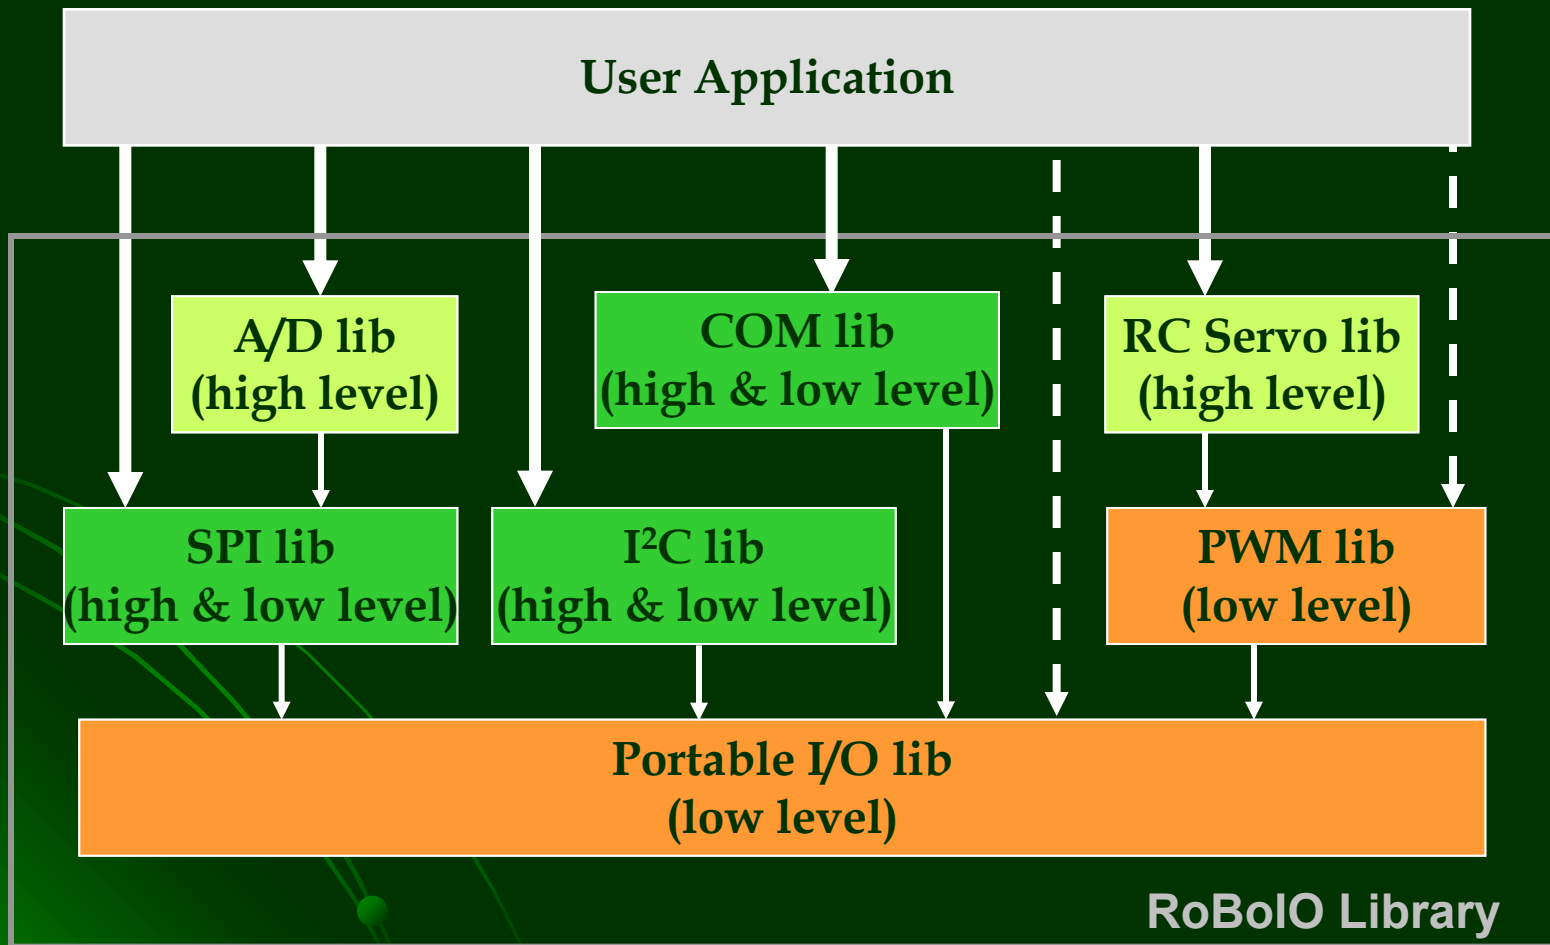 User Application
A/D lib
(high level)
COM lib
(high & low level)
RC Servo lib
(high level)
SPI lib
(high & low level)
I²C lib
(high & low level)
PWM lib
(low level)
Portable I/O lib
(low level)
RoBoIO Library